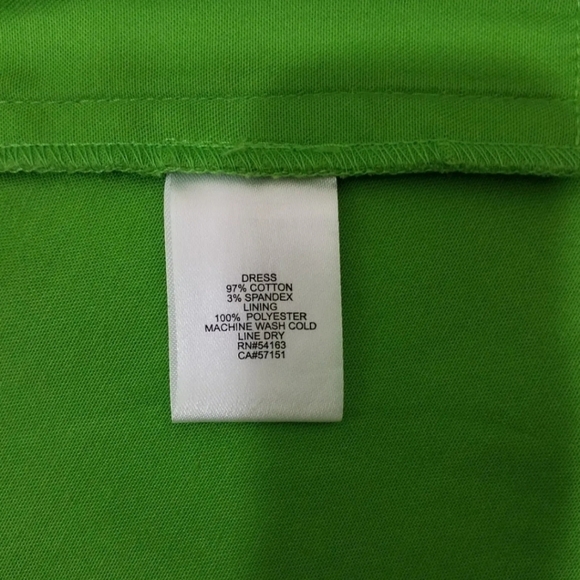 DRESS
97% COTTON
3% SPANDEX
LINING
100% POLYESTER
MACHINE WASH COLD
LINE DRY
RN#54163
CA#57151